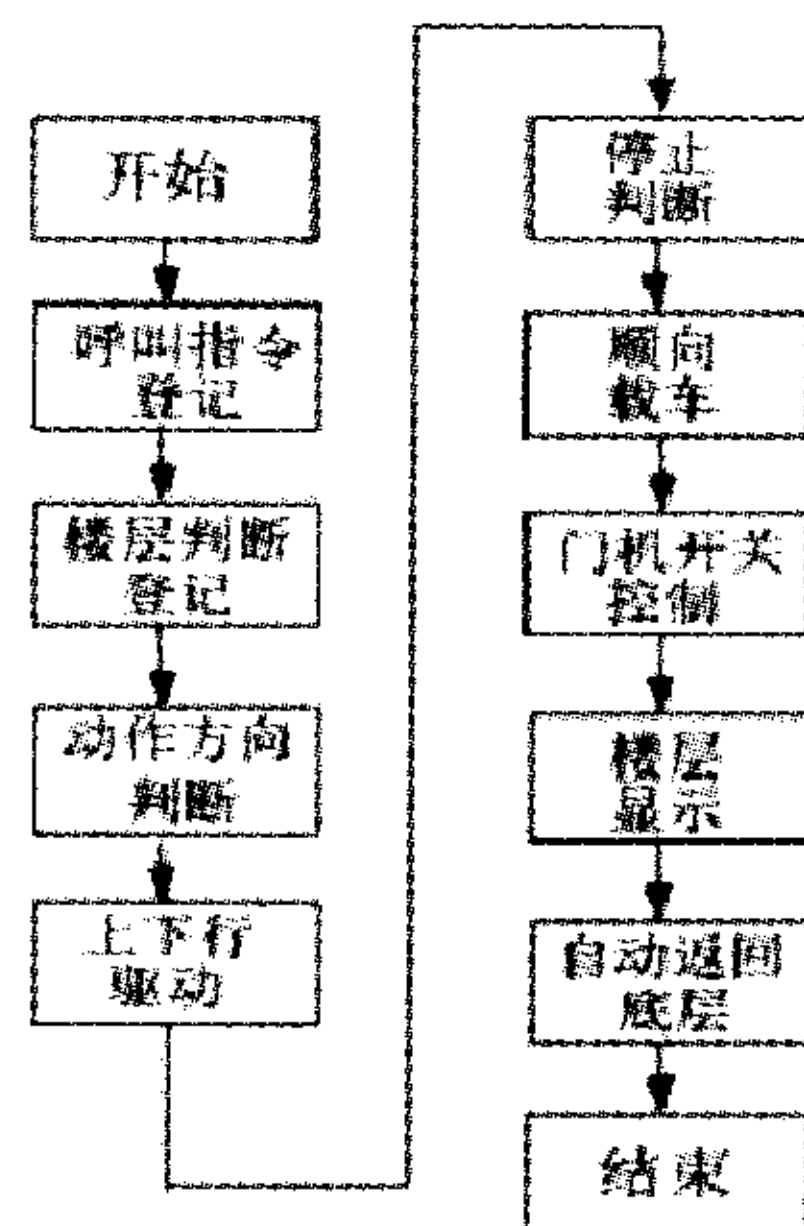 开始
呼叫指令
登记
楼层判断
登记
动作方向
判断
上下行
驱动
停止
判断
顺向
截车
门机开关
控制
楼层
显示
自动返回
底层
结束